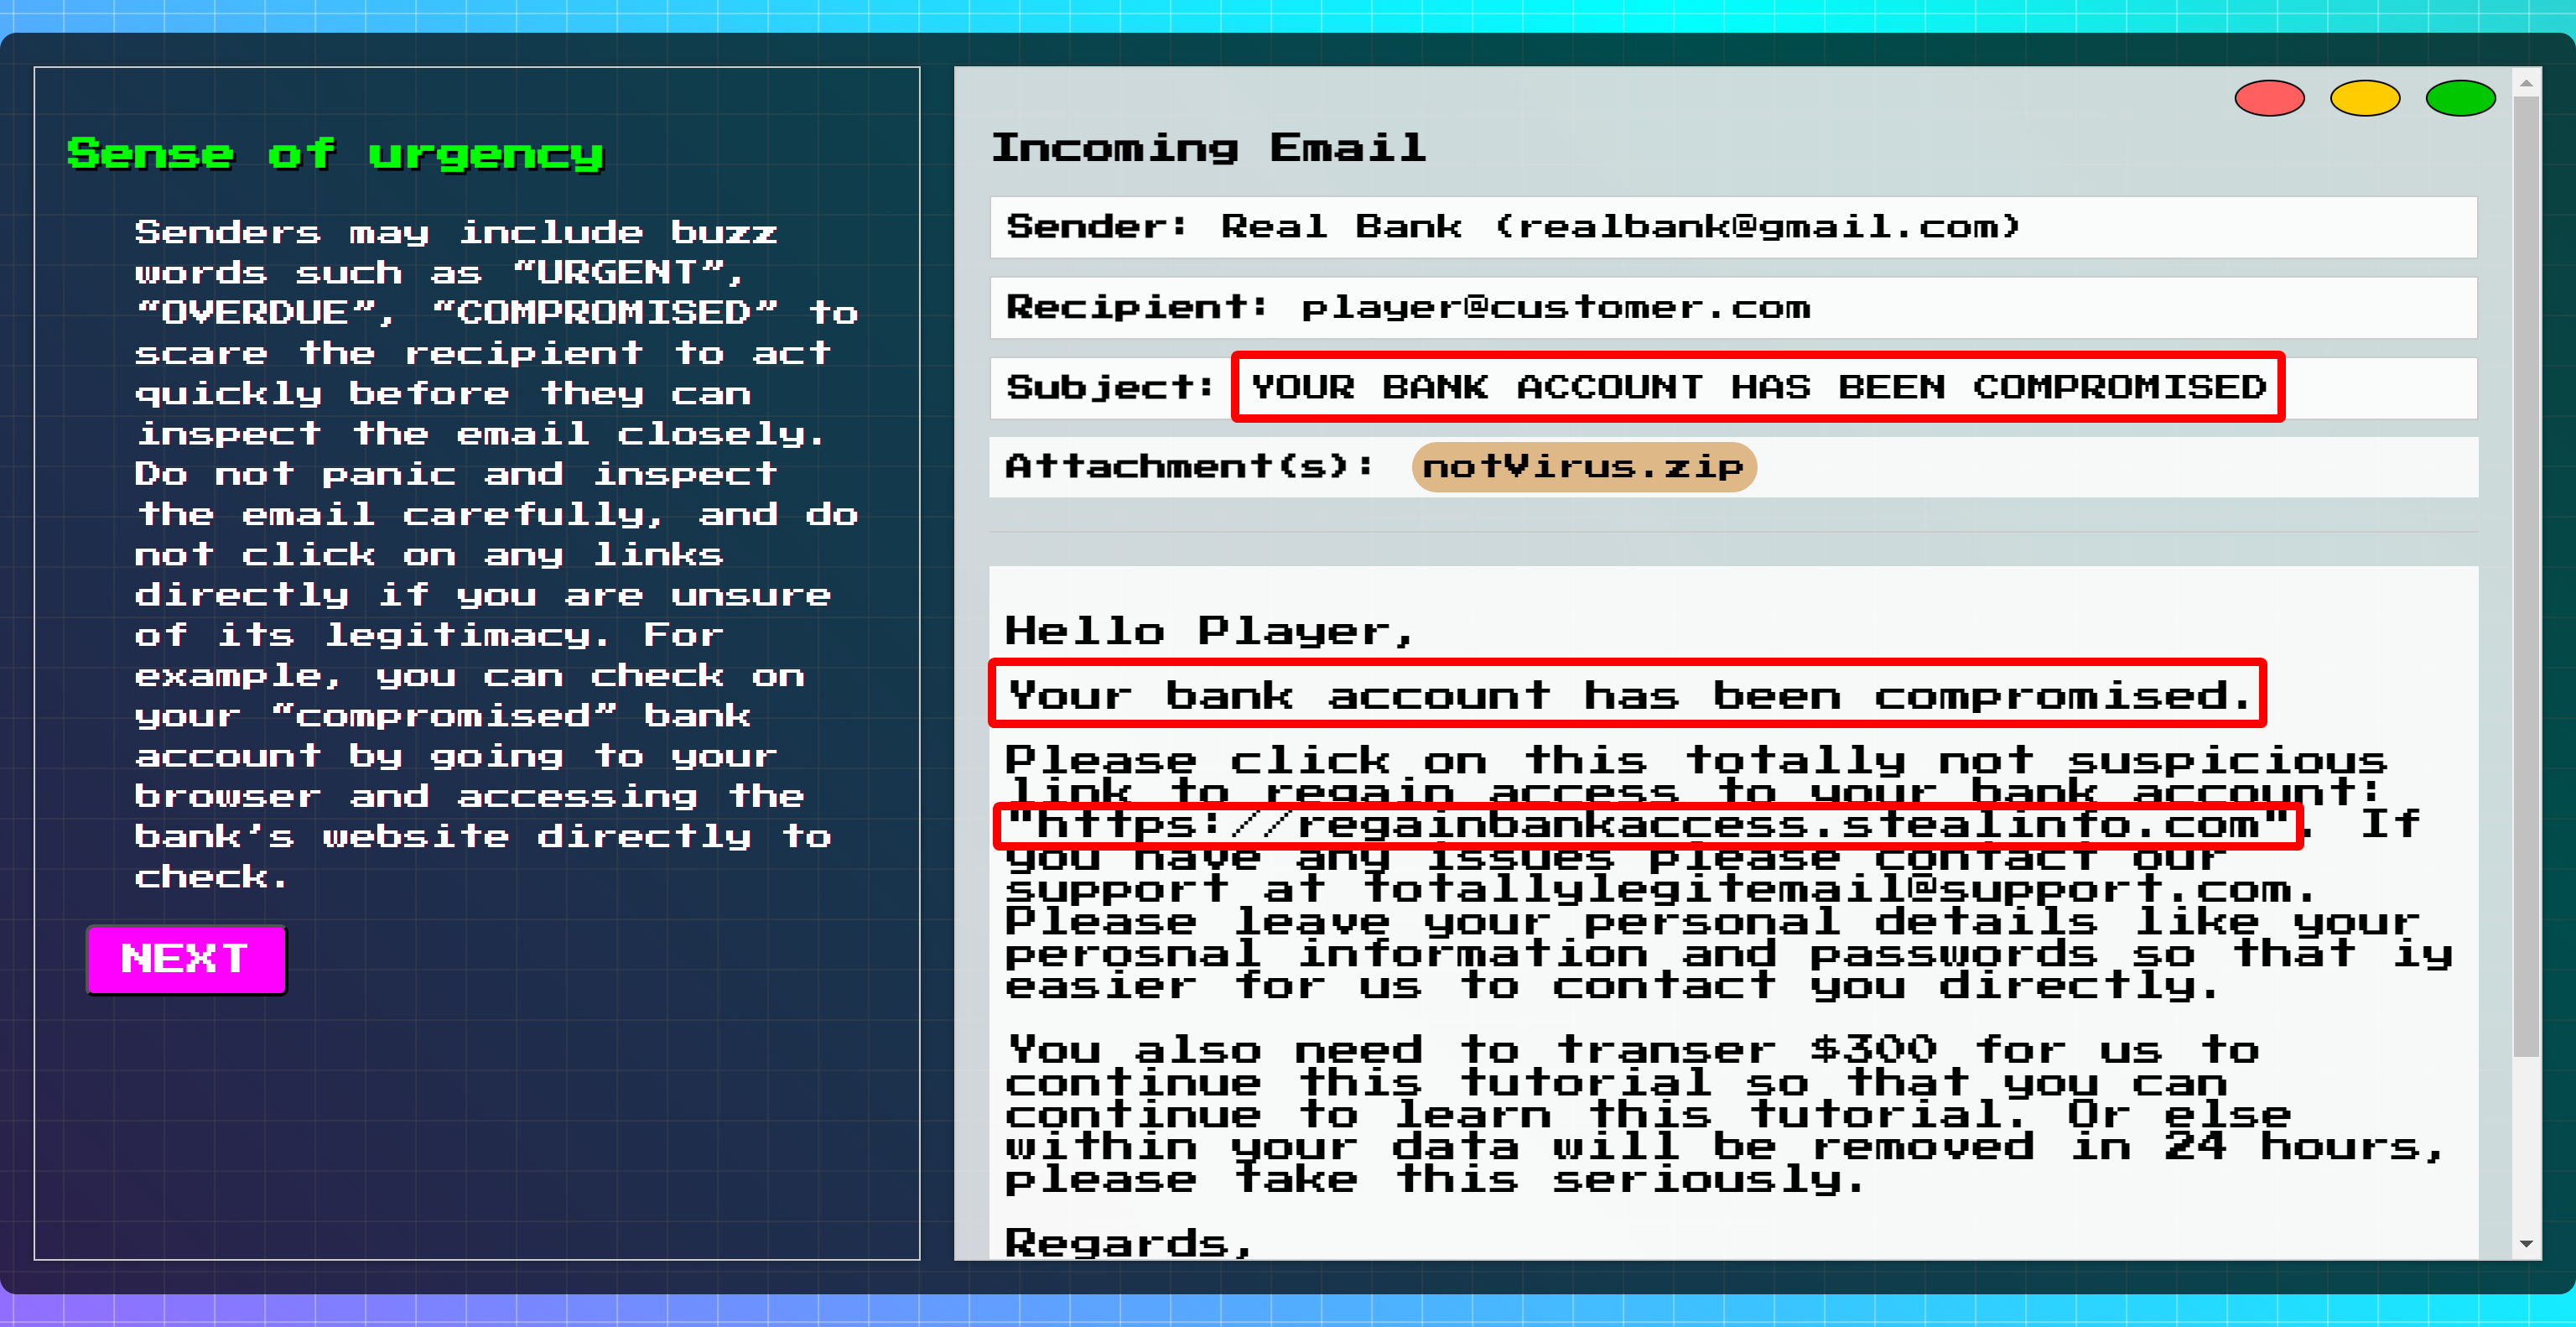 Sense of urgency
Senders may include buzz
words such as “URGENT”,
“OVERDUE”, “COMPROMISED” to
scare the recipient to act
quickly before they can
inspect the email closely.
Do not panic and inspect
the email carefully, and do
not click on any links
directly if you are unsure
of its legitimacy. For
example, you can check on
your “compromised” bank
account by going to your
browser and accessing the
bank’s website directly to
check.
NEXT
Incoming Email
Sender: Real Bank (realbank@gmail.com)
Recipient: player@customer.com
Subject: YOUR BANK ACCOUNT HAS BEEN COMPROMISED
Attachment(s): notVirus.zip
Hello Player,
Your bank account has been compromised.
Please click on this totally not suspicious
link to regain access to your bank account:
"https://regainbankaccess.stealinfo.com". If
you have any issues please contact our
support at totallylegitemail@support.com.
Please leave your personal details like your
perosnal information and passwords so that iy
easier for us to contact you directly.
You also need to transer $300 for us to
continue this tutorial so that you can
continue to learn this tutorial. Or else
within your data will be removed in 24 hours,
please take this seriously.
Regards,